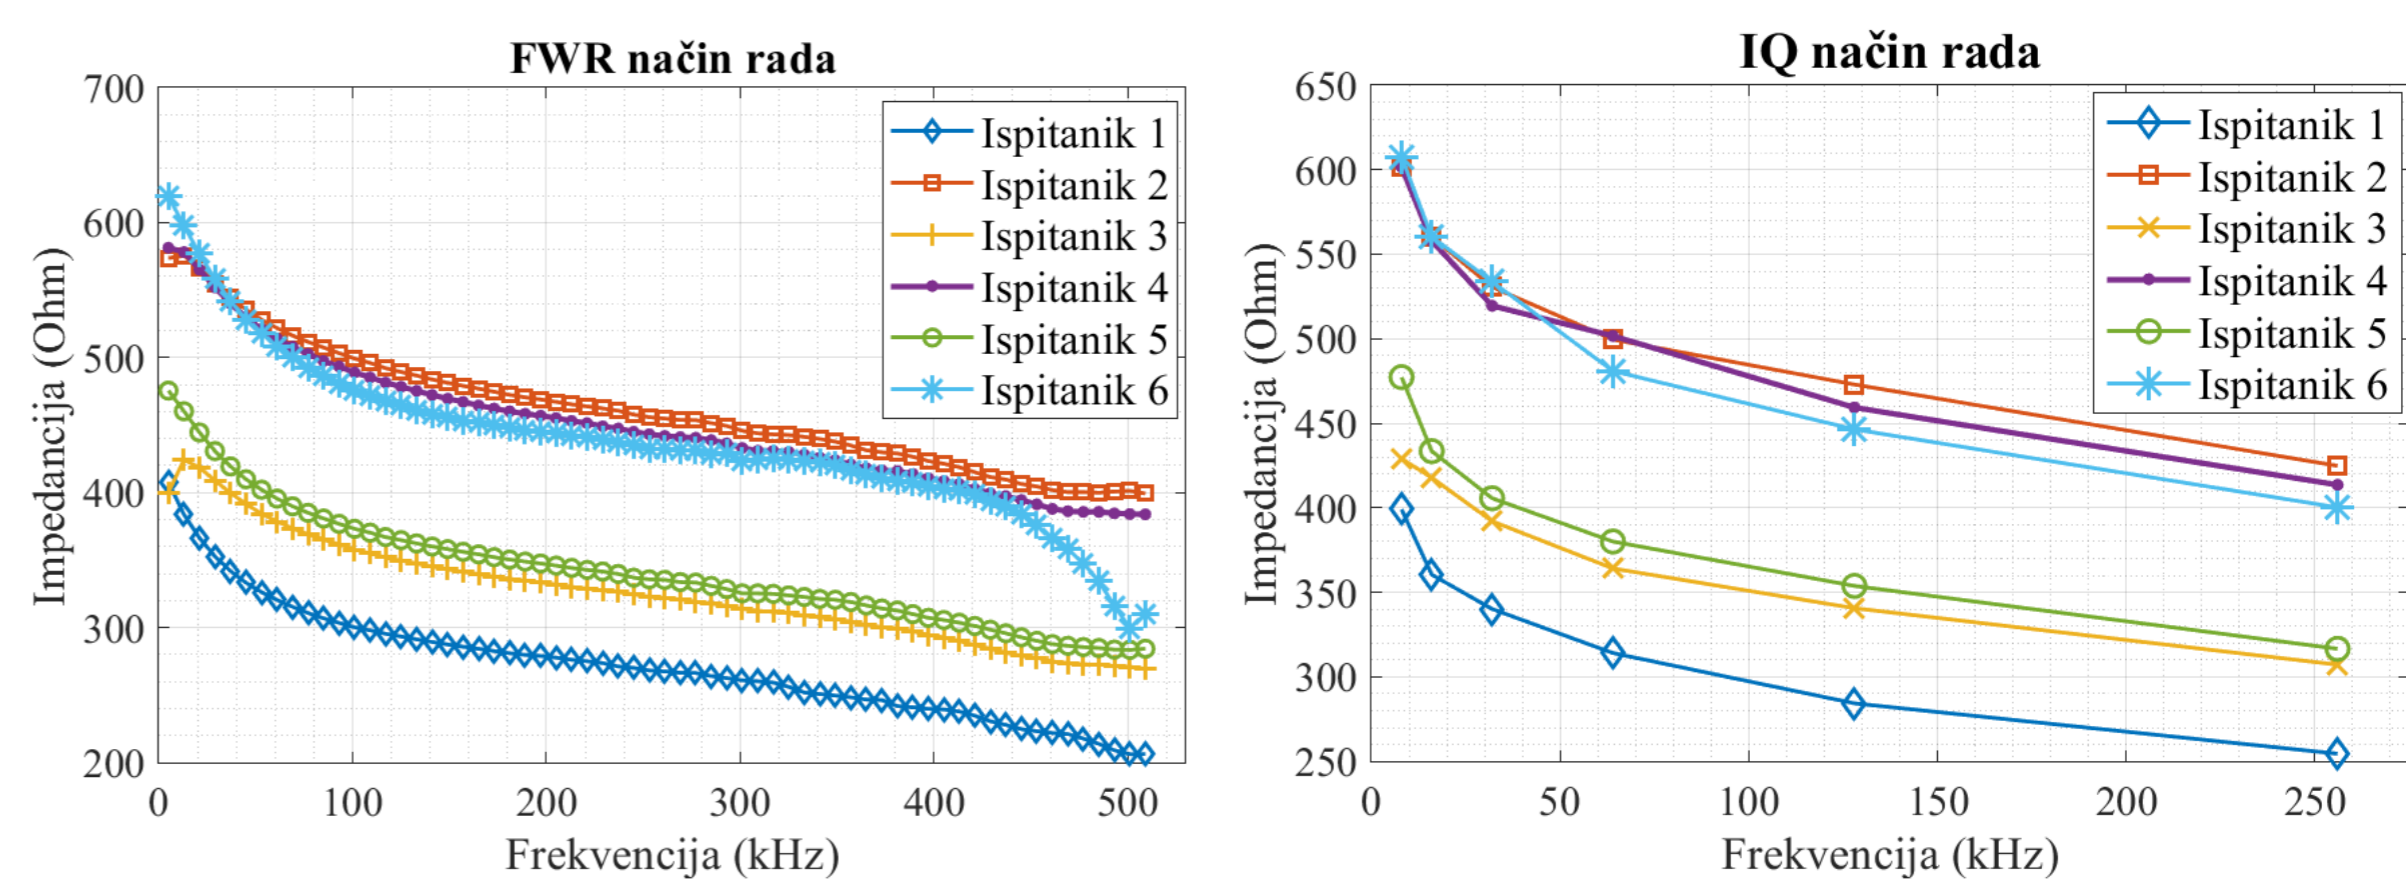 FWR način rada
700
600
500
400
300
200
0
100
200
300
400
500
Impedancija (Ohm)
Frekvencija (kHz)
Ispitanik 1
Ispitanik 2
Ispitanik 3
Ispitanik 4
Ispitanik 5
Ispitanik 6
IQ način rada
650
600
550
500
450
400
350
300
250
0
50
100
150
200
250
Impedancija (Ohm)
Frekvencija (kHz)
Ispitanik 1
Ispitanik 2
Ispitanik 3
Ispitanik 4
Ispitanik 5
Ispitanik 6